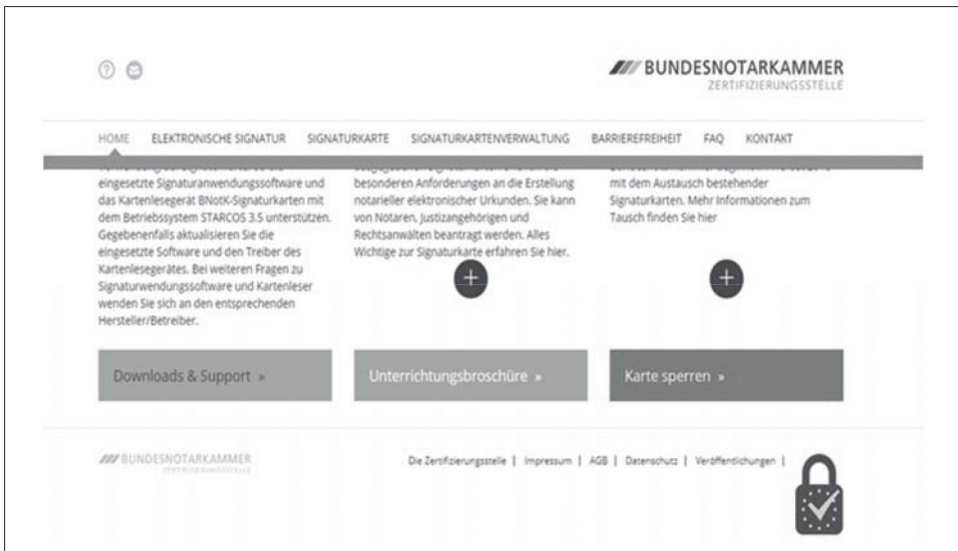 BUNDESNOTARKAMMER
ZERTIFIZIERUNGSSTELLE
HOME ELEKTRONISCHE SIGNATUR SIGNATURKARTE SIGNATURKARTENVERWALTUNG BARRIEREFREIHEIT FAQ KONTAKT
eingesetzte Signaturanwendungssoftware und
das Kartenlesegerät BNotK-Signaturkarten mit
dem Betriebssystem STARCOS 3.5 unterstützen.
Gegebenenfalls aktualisieren Sie die
eingesetzte Software und den Treiber des
Kartenlesegerätes. Bei weiteren Fragen zu
Signaturwendungssoftware und Kartenleser
wenden Sie sich an den entsprechenden
Hersteller/Betreiber.
besonderen Anforderungen an die Erstellung
notarieller elektronischer Urkunden. Sie kann
von Notaren, Justizangehörigen und
Rechtsanwälten beantragt werden. Alles
Wichtige zur Signaturkarte erfahren Sie hier.
mit dem Austausch bestehender
Signaturkarten. Mehr Informationen zum
Tausch finden Sie hier
Downloads & Support »
Unterrichtungsbroschüre »
Karte sperren »
BUNDESNOTARKAMMER
ZERTIFIZIERUNGSSTELLE
Die Zertifizierungsstelle | Impressum | AGB | Datenschutz | Veröffentlichungen |